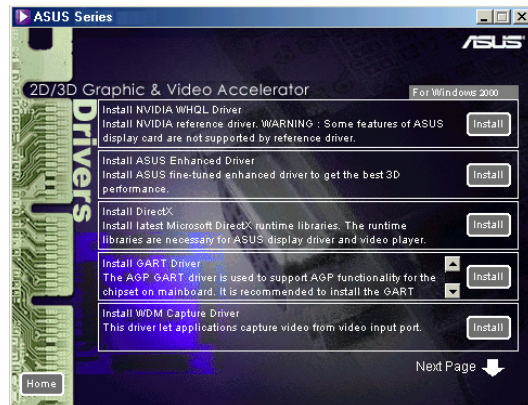 ASUS Series
ASUS
2D/3D Graphic & Video Accelerator
For Windows 2000
Drivers
Install NVIDIA WHQL Driver
Install NVIDIA reference driver. WARNING : Some features of ASUS
display card are not supported by reference driver.
Install
Install ASUS Enhanced Driver
Install ASUS fine-tuned enhanced driver to get the best 3D
performance.
Install
Install DirectX
Install latest Microsoft DirectX runtime libraries. The runtime
libraries are necessary for ASUS display driver and video player.
Install
Install GART Driver
The AGP GART driver is used to support AGP functionality for the
chipset on mainboard. It is recommended to install the GART
Install
Install WDM Capture Driver
This driver let applications capture video from video input port.
Install
Next Page
Home